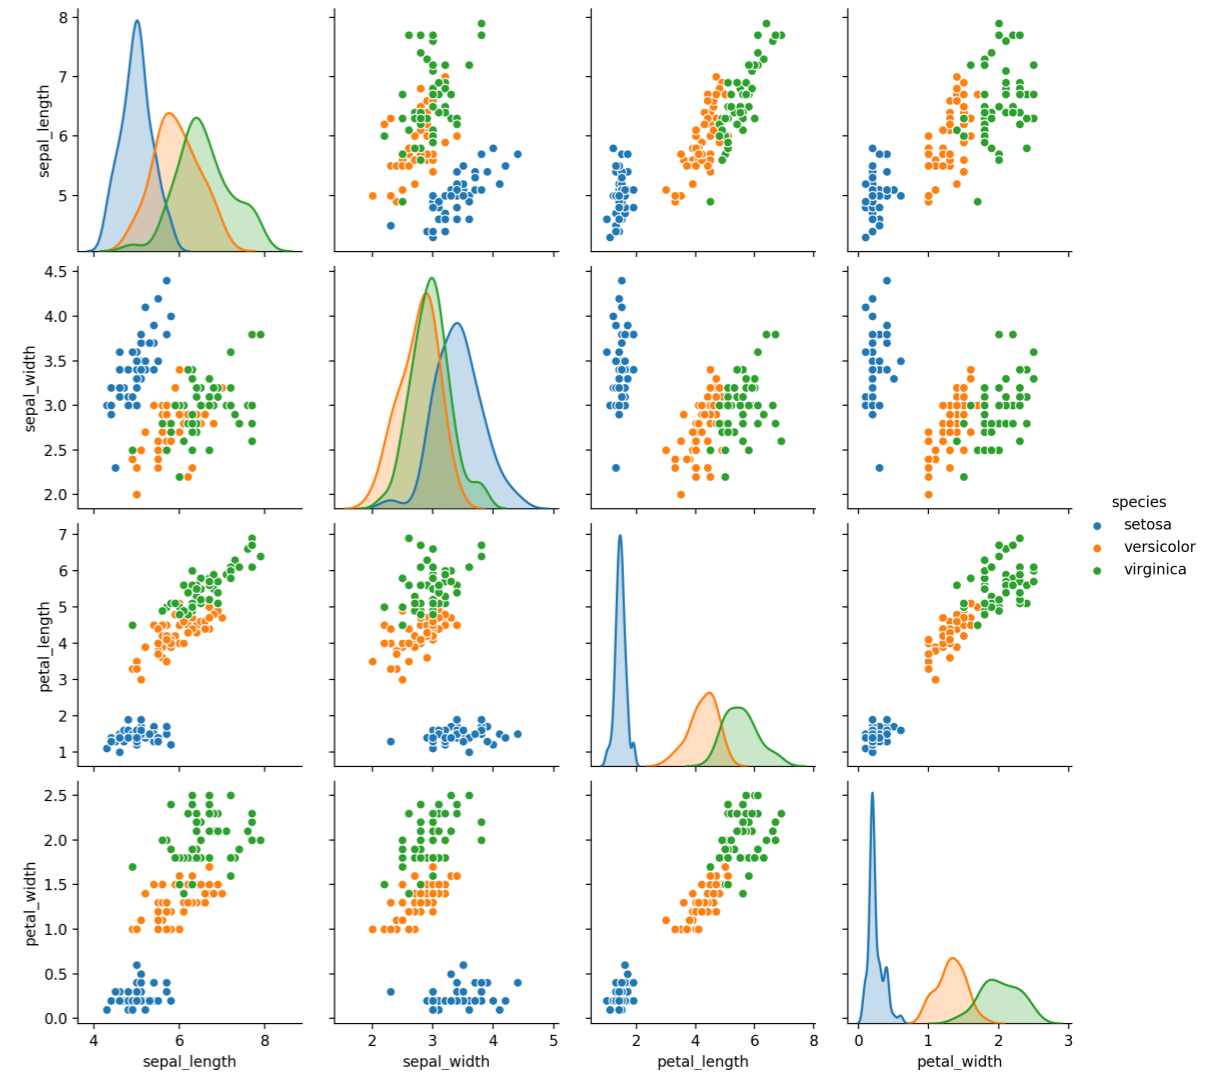 8
7
6
5
sepal_length
4.5
4.0
3.5
3.0
2.5
2.0
sepal_width
7
6
5
4
3
2
1
petal_length
2.5
2.0
1.5
1.0
0.5
0.0
petal_width
4 6 8
sepal_length
2 3 4 5
sepal_width
2 4 6 8
petal_length
0 1 2 3
petal_width
species
setosa
versicolor
virginica